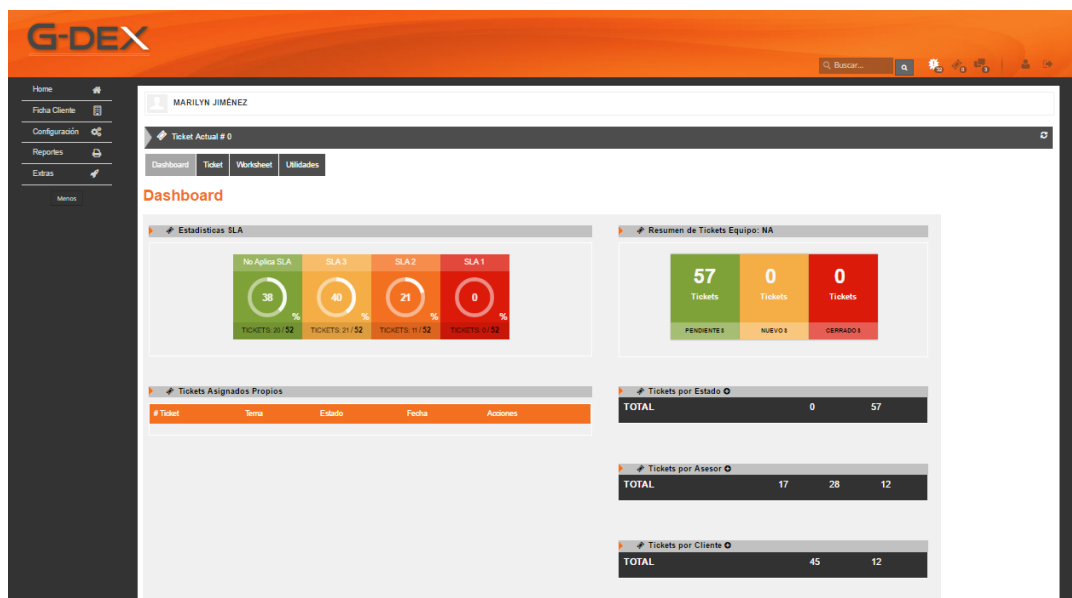 G-DEX
Buscar...
Home
Ficha Cliente
Configuración
Reportes
Extras
Menos
MARILYN JIMÉNEZ
Ticket Actual # 0
Dashboard Ticket Worksheet Utilidades
Dashboard
Estadísticas SLA
No Aplica SLA SLA 3 SLA 2 SLA 1
38 % 40 % 21 % 0 %
TICKETS: 20 / 52 TICKETS: 21 / 52 TICKETS: 11 / 52 TICKETS: 0 / 52
Resumen de Tickets Equipo: NA
57 0 0
Tickets Tickets Tickets
PENDIENTES NUEVOS CERRADOS
Tickets Asignados Propios
# Ticket Tema Estado Fecha Acciones
Tickets por Estado
TOTAL 0 57
Tickets por Asesor
TOTAL 17 28 12
Tickets por Cliente
TOTAL 45 12